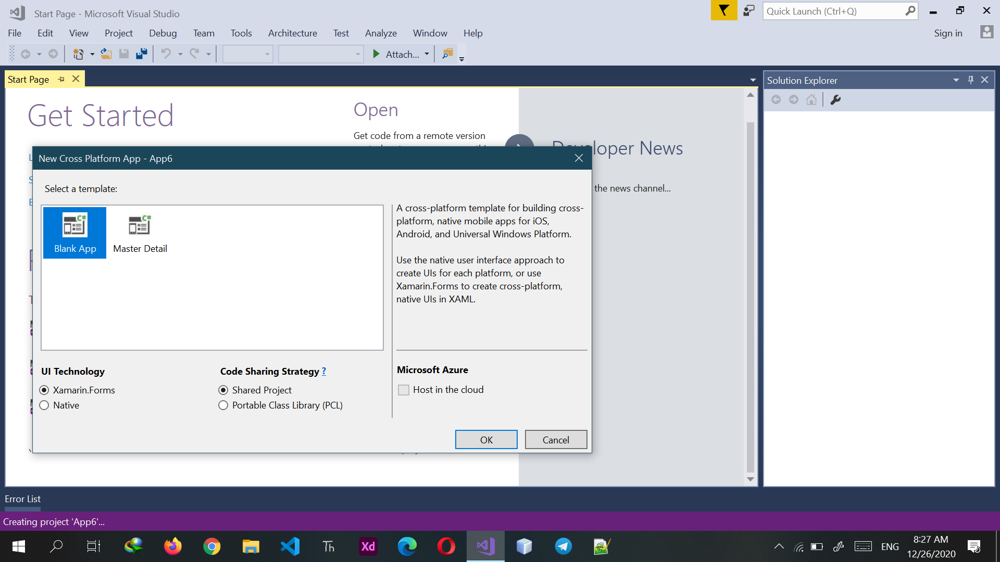 Start Page - Microsoft Visual Studio
Quick Launch (Ctrl+Q)
File Edit View Project Debug Team Tools Architecture Test Analyze Window Help
Sign in
Attach...
Start Page
Solution Explorer
Get Started
Open
Get code from a remote version
Developer News
the news channel...
New Cross Platform App - App6
Select a template:
C# C#
Blank App Master Detail
A cross-platform template for building cross-
platform, native mobile apps for iOS,
Android, and Universal Windows Platform.
Use the native user interface approach to
create UIs for each platform, or use
Xamarin.Forms to create cross-platform,
native UIs in XAML.
UI Technology
Xamarin.Forms
Native
Code Sharing Strategy ?
Shared Project
Portable Class Library (PCL)
Microsoft Azure
Host in the cloud
OK Cancel
Error List
Creating project 'App6'...
Th
Xd
ENG
8:27 AM
12/26/2020